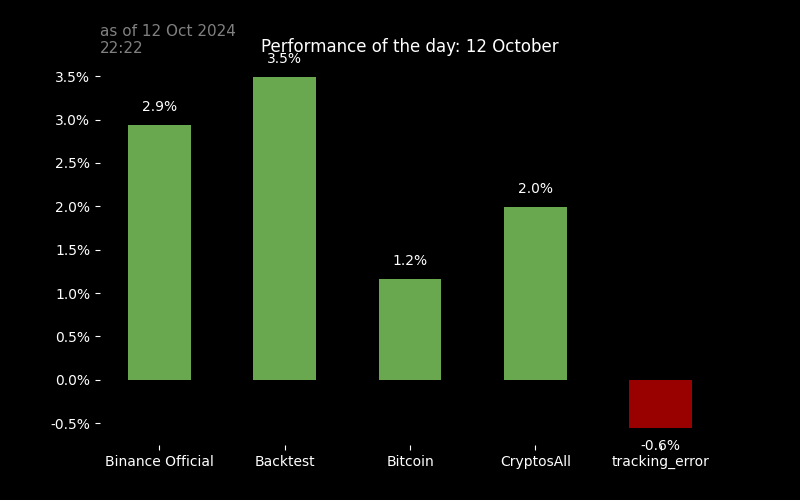 as of 12 Oct 2024
22:22
Performance of the day: 12 October
3.5%
3.0%
2.5%
2.0%
1.5%
1.0%
0.5%
0.0%
-0.5%
2.9%
3.5%
1.2%
2.0%
-0.6%
Binance Official
Backtest
Bitcoin
CryptosAll
tracking_error